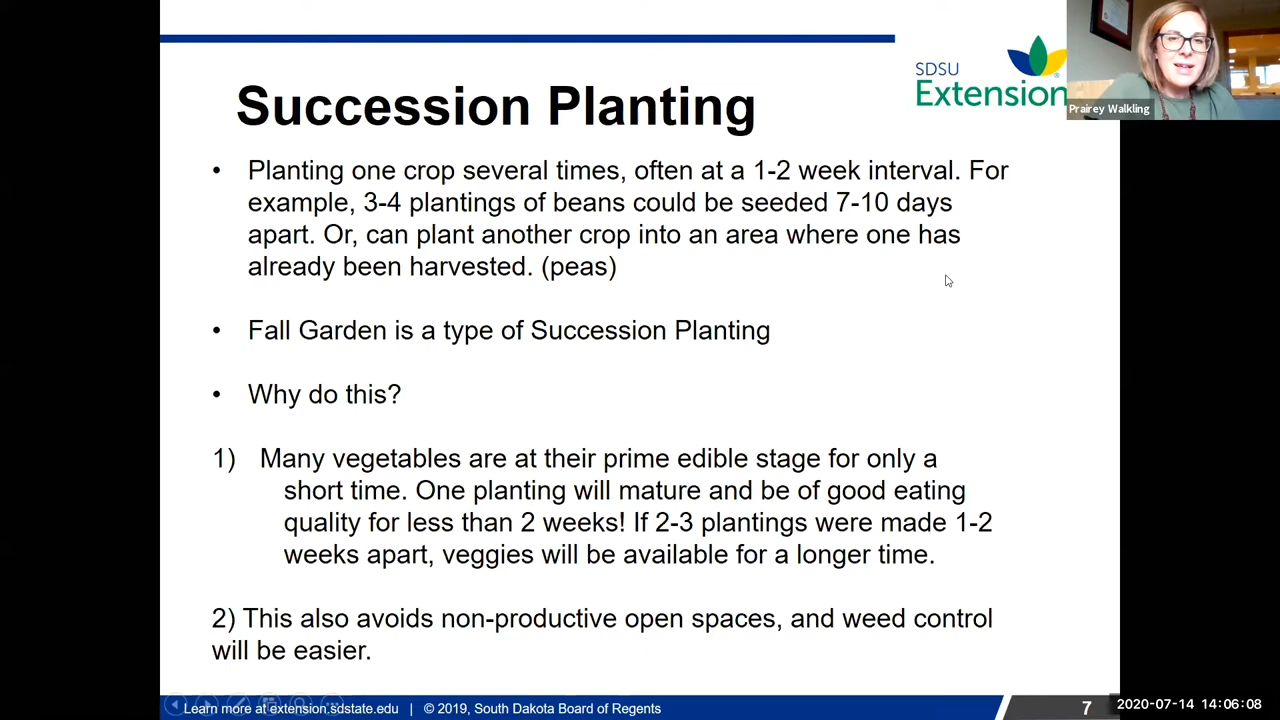 SDSU
Extension
Prairey Walkling
Succession Planting
• Planting one crop several times, often at a 1-2 week interval. For
example, 3-4 plantings of beans could be seeded 7-10 days
apart. Or, can plant another crop into an area where one has
already been harvested. (peas)
• Fall Garden is a type of Succession Planting
• Why do this?
1) Many vegetables are at their prime edible stage for only a
short time. One planting will mature and be of good eating
quality for less than 2 weeks! If 2-3 plantings were made 1-2
weeks apart, veggies will be available for a longer time.
2) This also avoids non-productive open spaces, and weed control
will be easier.
Learn more at extension.sdstate.edu | © 2019, South Dakota Board of Regents
7
2020-07-14 14:06:08